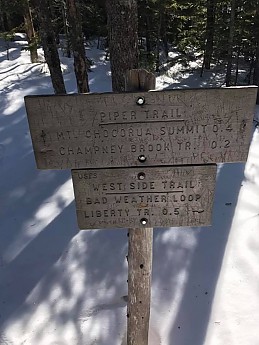 PIPER TRAIL
MT. CHOCORUA, SUMMIT 0.4
CHAMPNEY BROOK TR. 0.2
USFS
WEST SIDE TRAIL
BAD WEATHER LOOP
LIBERTY TR. 0.5